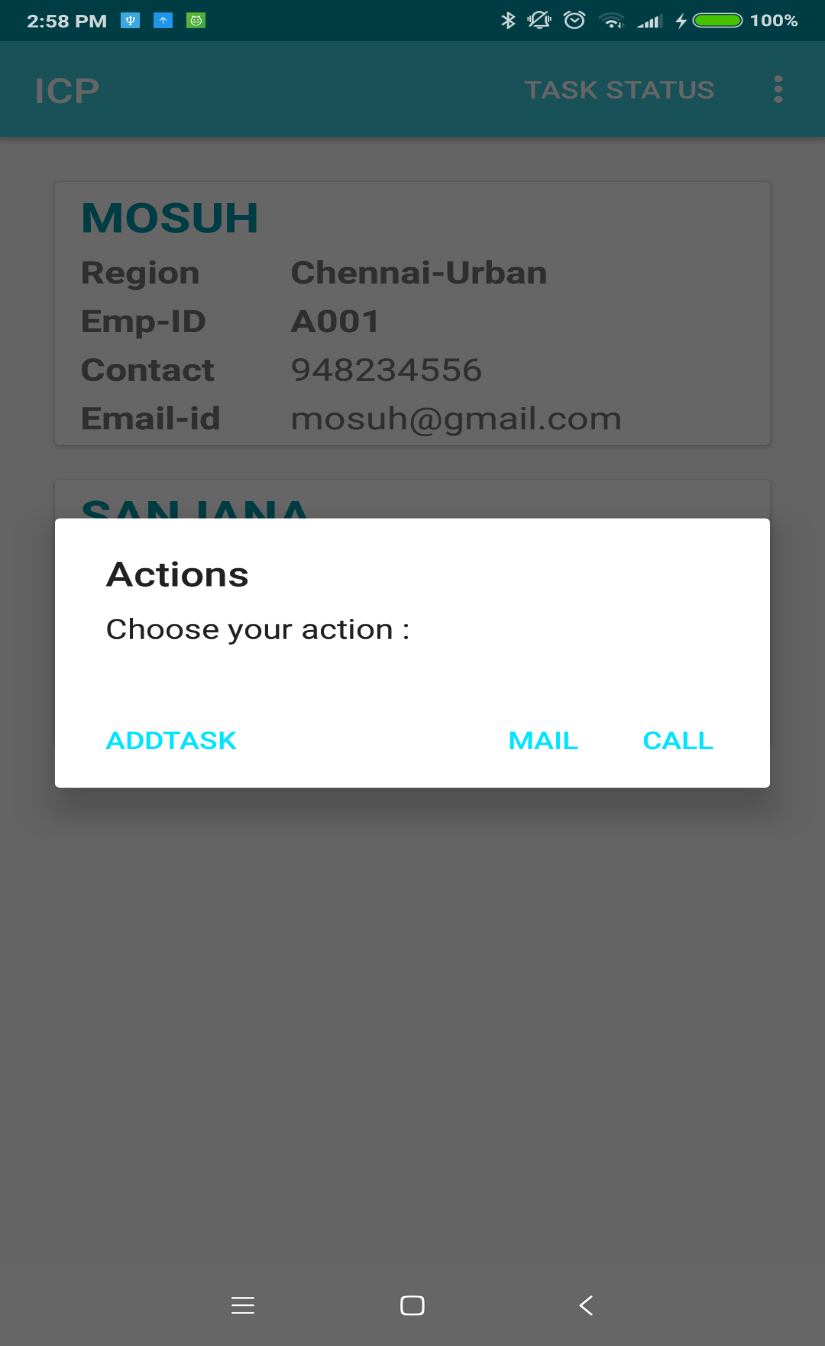 2:58 PM 100%
ICP TASK STATUS
MOSUH
Region Chennai-Urban
Emp-ID A001
Contact 948234556
Email-id mosuh@gmail.com
SANJANA
Actions
Choose your action :
ADDTASK MAIL CALL